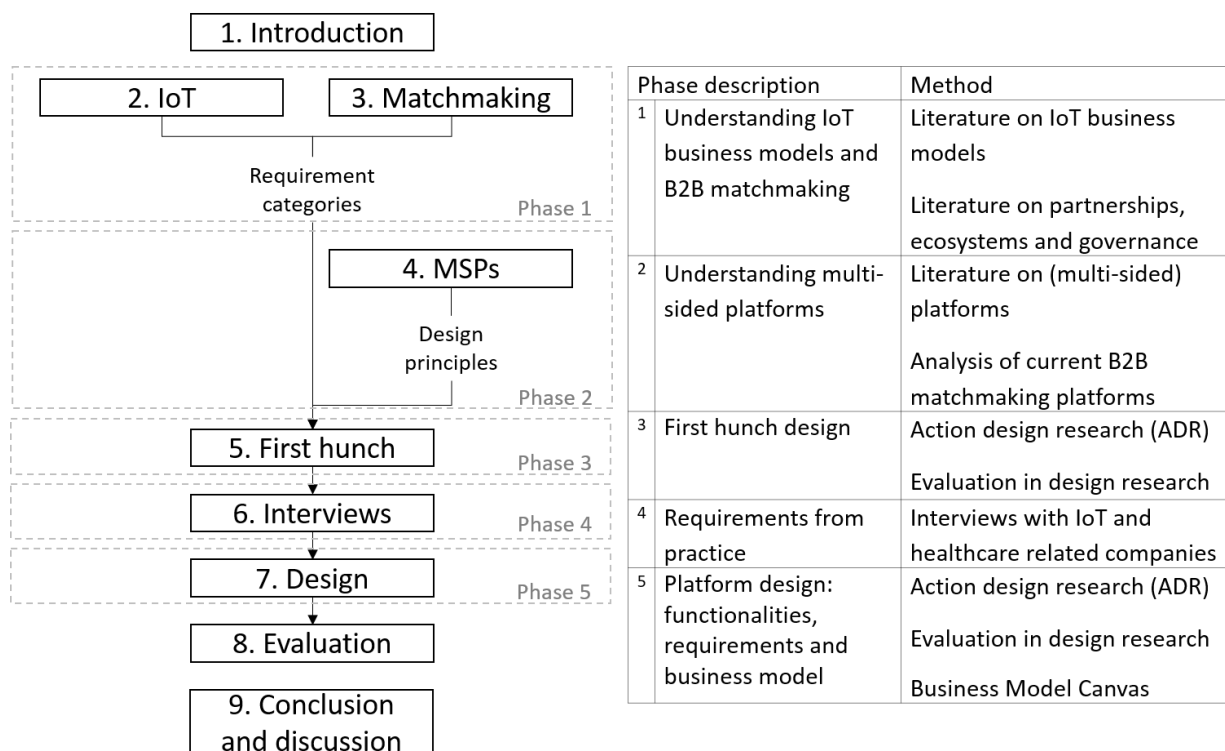 1. Introduction
2. IoT
3. Matchmaking
Requirement
categories
Phase 1
4. MSPs
Design
principles
Phase 2
5. First hunch
Phase 3
6. Interviews
Phase 4
7. Design
Phase 5
8. Evaluation
9. Conclusion
and discussion
Phase description
Method
1
Understanding IoT
business models and
B2B matchmaking
Literature on IoT business
models
Literature on partnerships,
ecosystems and governance
2
Understanding multi-
sided platforms
Literature on (multi-sided)
platforms
Analysis of current B2B
matchmaking platforms
3
First hunch design
Action design research (ADR)
Evaluation in design research
4
Requirements from
practice
Interviews with IoT and
healthcare related companies
5
Platform design:
functionalities,
requirements and
business model
Action design research (ADR)
Evaluation in design research
Business Model Canvas